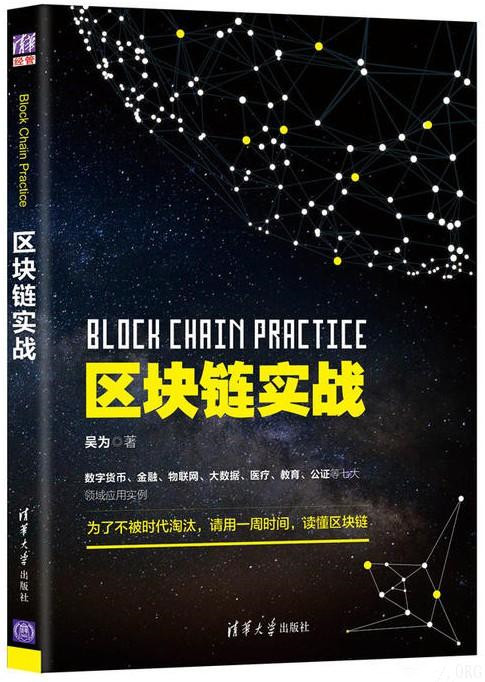 清华
经管
Block Chain Practice
区块链实战
清华大学出版社
BLOCK CHAIN PRACTICE
区块链实战
吴为◎著
数字货币、金融、物联网、大数据、医疗、教育、公证等七大
领域应用实例
为了不被时代淘汰，请用一周时间，读懂区块链
清华大学出版社
.ORG